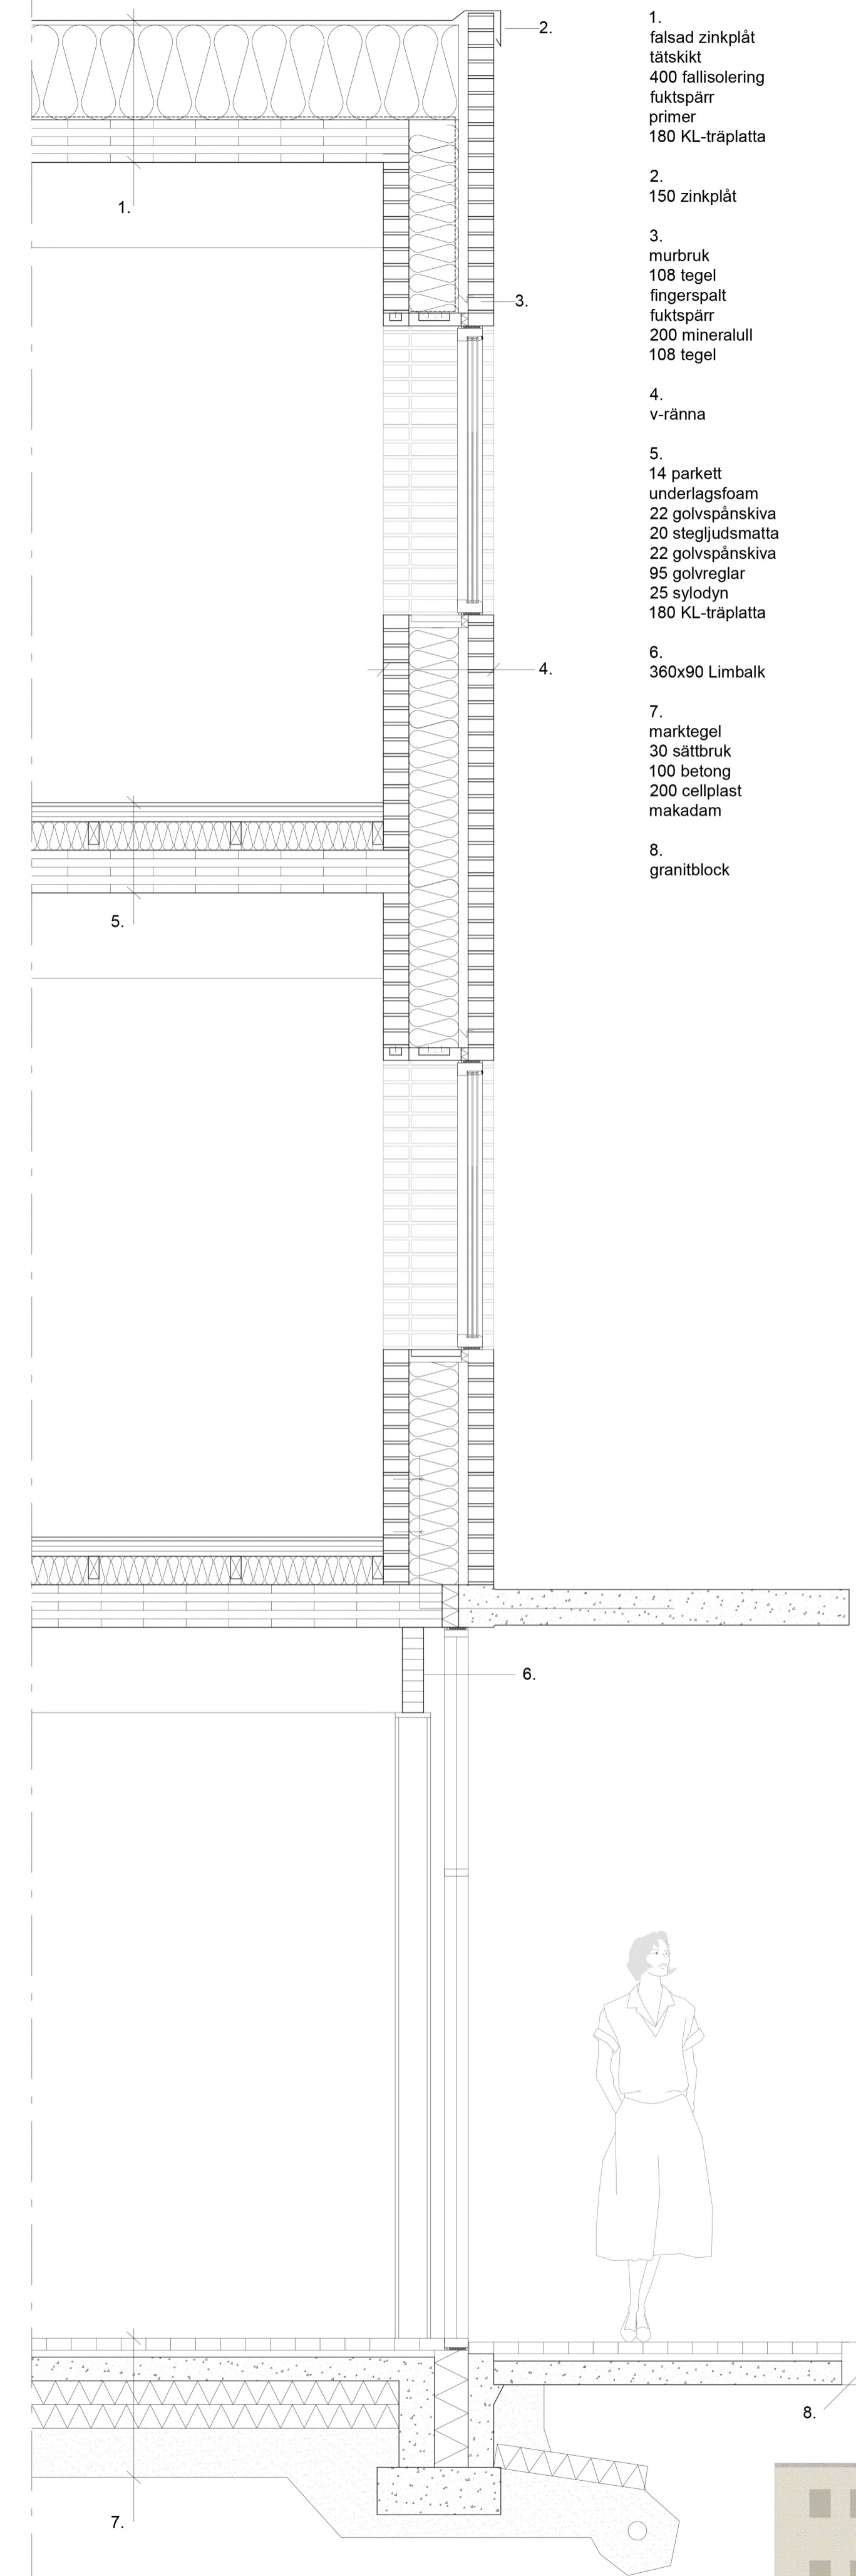 1.
falsad zinkplåt
tätskikt
400 fallisolering
fuktspärr
primer
180 KL-träplatta
2.
150 zinkplåt
3.
murbruk
108 tegel
fingerspalt
fuktspärr
200 mineralull
108 tegel
4.
v-ränna
5.
14 parkett
underlagsfoam
22 golvspånskiva
20 stegljudsmatta
22 golvspånskiva
95 golvreglar
25 sylodyn
180 KL-träplatta
6.
360x90 Limbalk
7.
marktegel
30 sättbruk
100 betong
200 cellplast
makadam
8.
granitblock
2.
1.
3.
4.
5.
6.
8.
7.